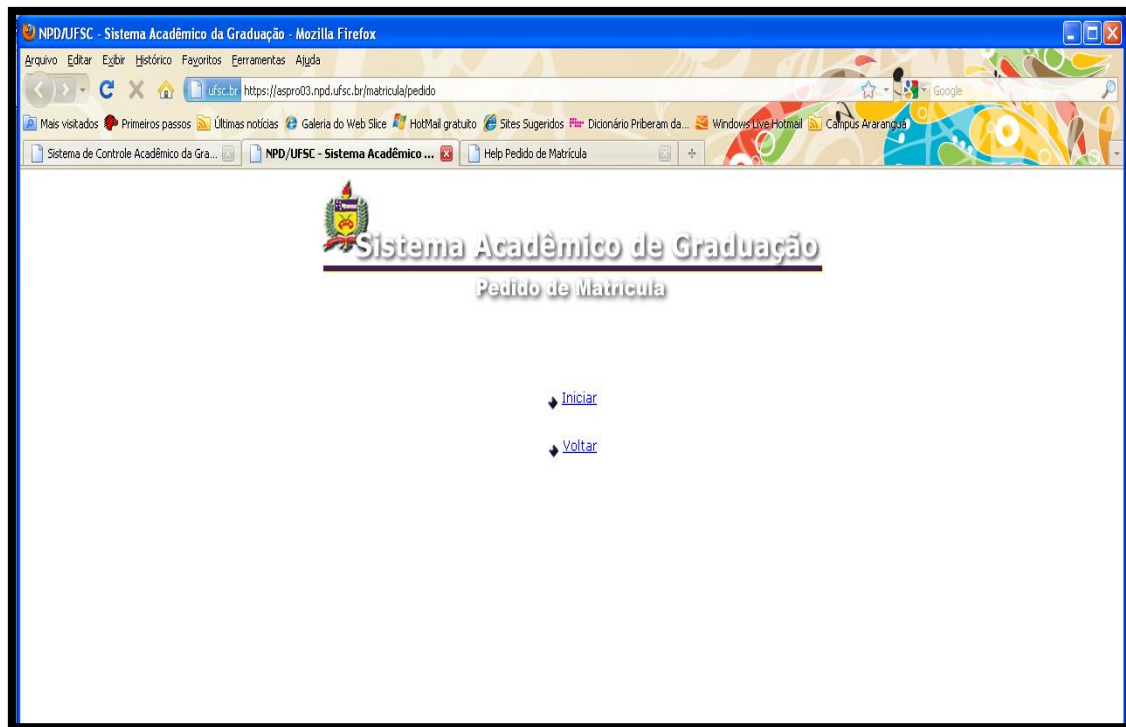 NPD/UFSC - Sistema Acadêmico da Graduação - Mozilla Firefox
Arquivo Editar Exibir Histórico Favoritos Ferramentas Ajuda
ufsc.br https://aspro03.npd.ufsc.br/matricula/pedido Google
Mais visitados Primeiros passos Últimas notícias Galeria do Web Slice HotMail gratuito Sites Sugeridos Dicionário Priberam da... Windows Live Hotmail Campus Araranguá
Sistema de Controle Acadêmico da Gra... NPD/UFSC - Sistema Acadêmico ... Help Pedido de Matrícula
Sistema Acadêmico de Graduação
Pedido de Matrícula
Iniciar
Voltar